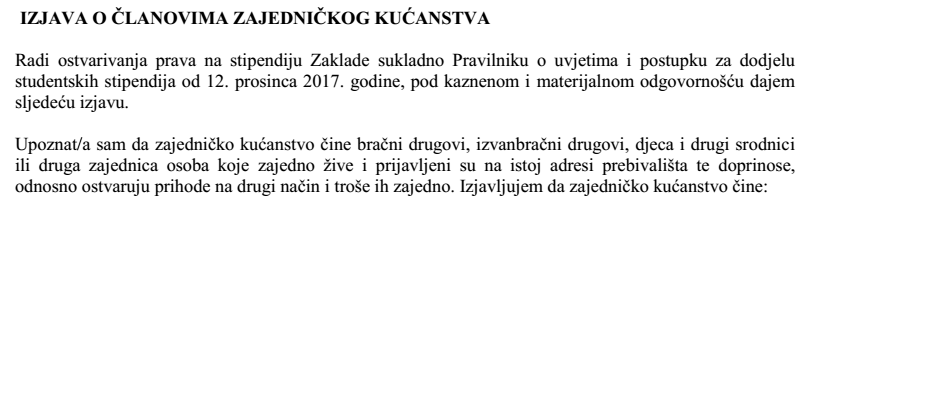 IZJAVA O ČLANOVIMA ZAJEDNIČKOG KUĆANSTVA
Radi ostvarivanja prava na stipendiju Zaklade sukladno Pravilniku o uvjetima i postupku za dodjelu
studentskih stipendija od 12. prosinca 2017. godine, pod kaznenom i materijalnom odgovornošću dajem
sljedeću izjavu.
Upoznat/a sam da zajedničko kućanstvo čine bračni drugovi, izvanbračni drugovi, djeca i drugi srodnici
ili druga zajednica osoba koje zajedno žive i prijavljeni su na istoj adresi prebivališta te doprinose,
odnosno ostvaruju prihode na drugi način i troše ih zajedno. Izjavljujem da zajedničko kućanstvo čine: